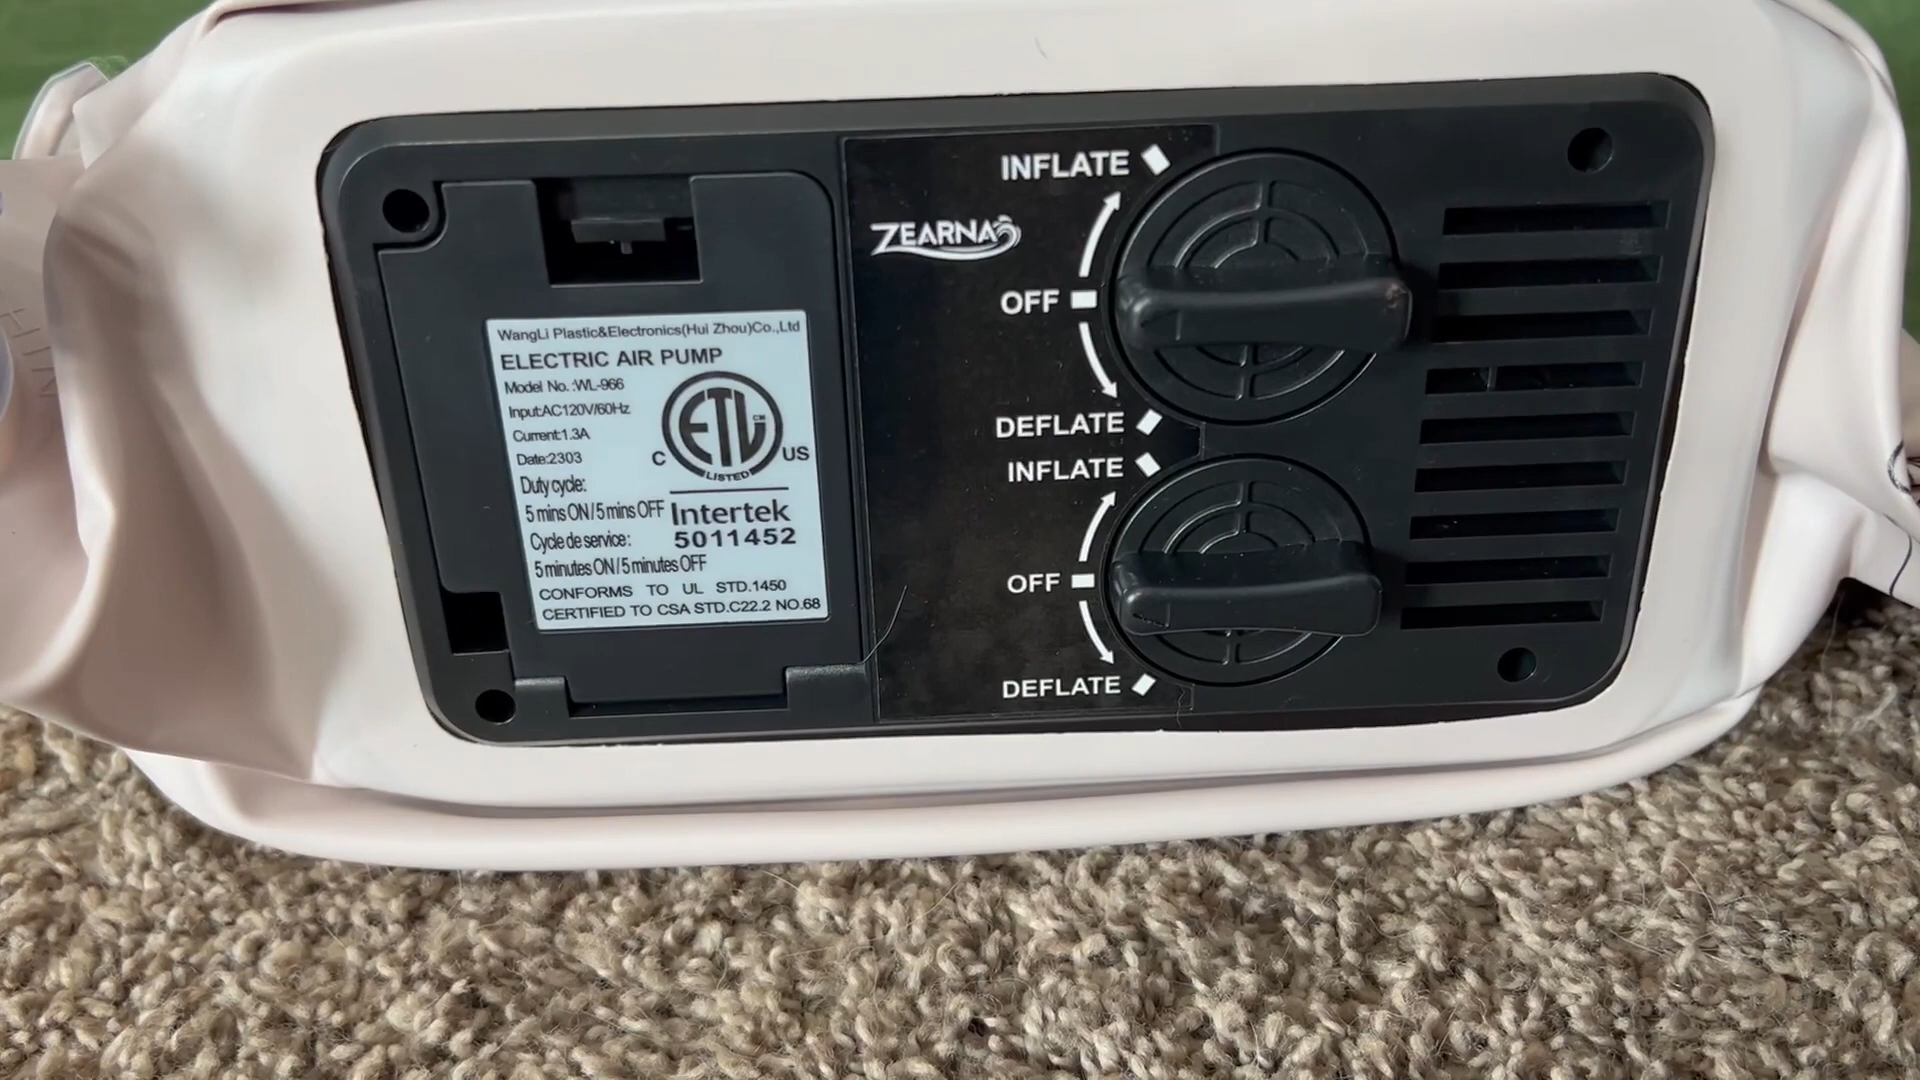 WangLi Plastic&Electronics(Hui Zhou)Co.,Ltd
ELECTRIC AIR PUMP
Model No.:WL-966
Input:AC120V/60Hz
Current:1.3A
Date:2303
Duty cycle:
5 mins ON/5 mins OFF
Cycle de service:
5 minutes ON/5 minutes OFF
CONFORMS TO UL STD.1450
CERTIFIED TO CSA STD.C22.2 NO.68
ETL CM
LISTED
C US
Intertek
5011452
ZEARNA
INFLATE
OFF
DEFLATE
INFLATE
OFF
DEFLATE